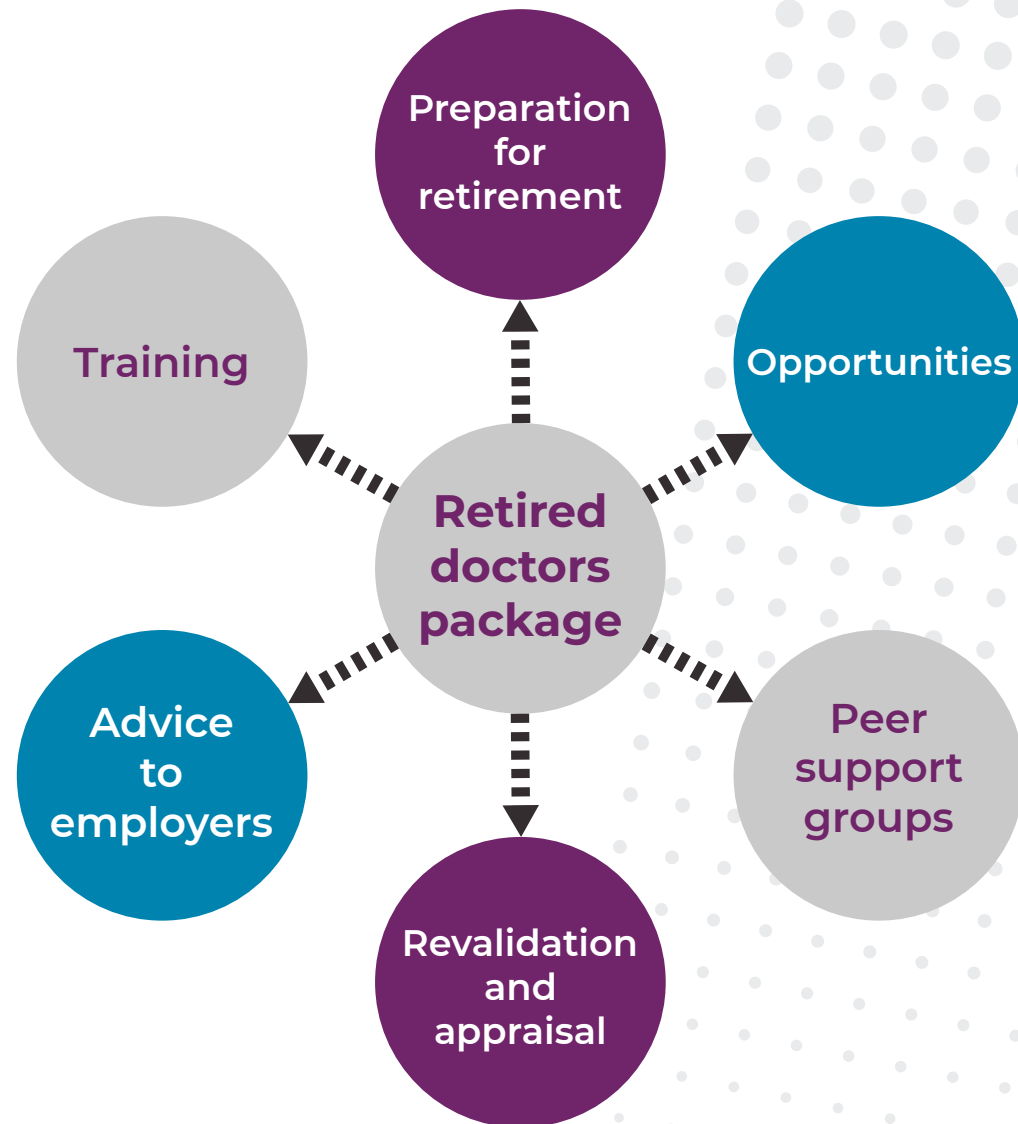 Preparation
for
retirement
Training
Opportunities
Retired
doctors
package
Advice
to
employers
Peer
support
groups
Revalidation
and
appraisal